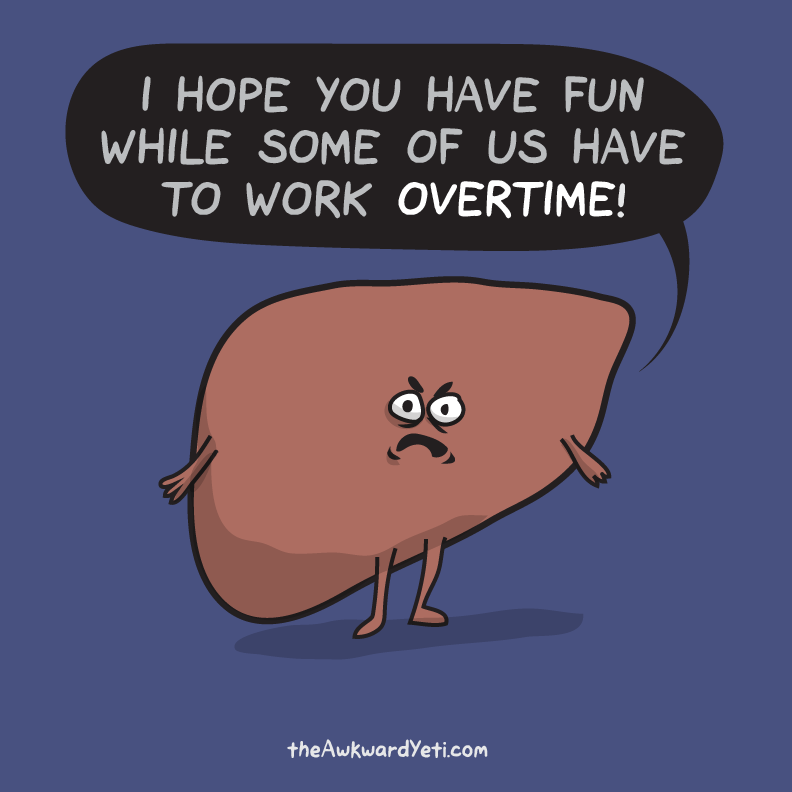 I HOPE YOU HAVE FUN
WHILE SOME OF US HAVE
TO WORK OVERTIME!
theAwkwardYeti.com